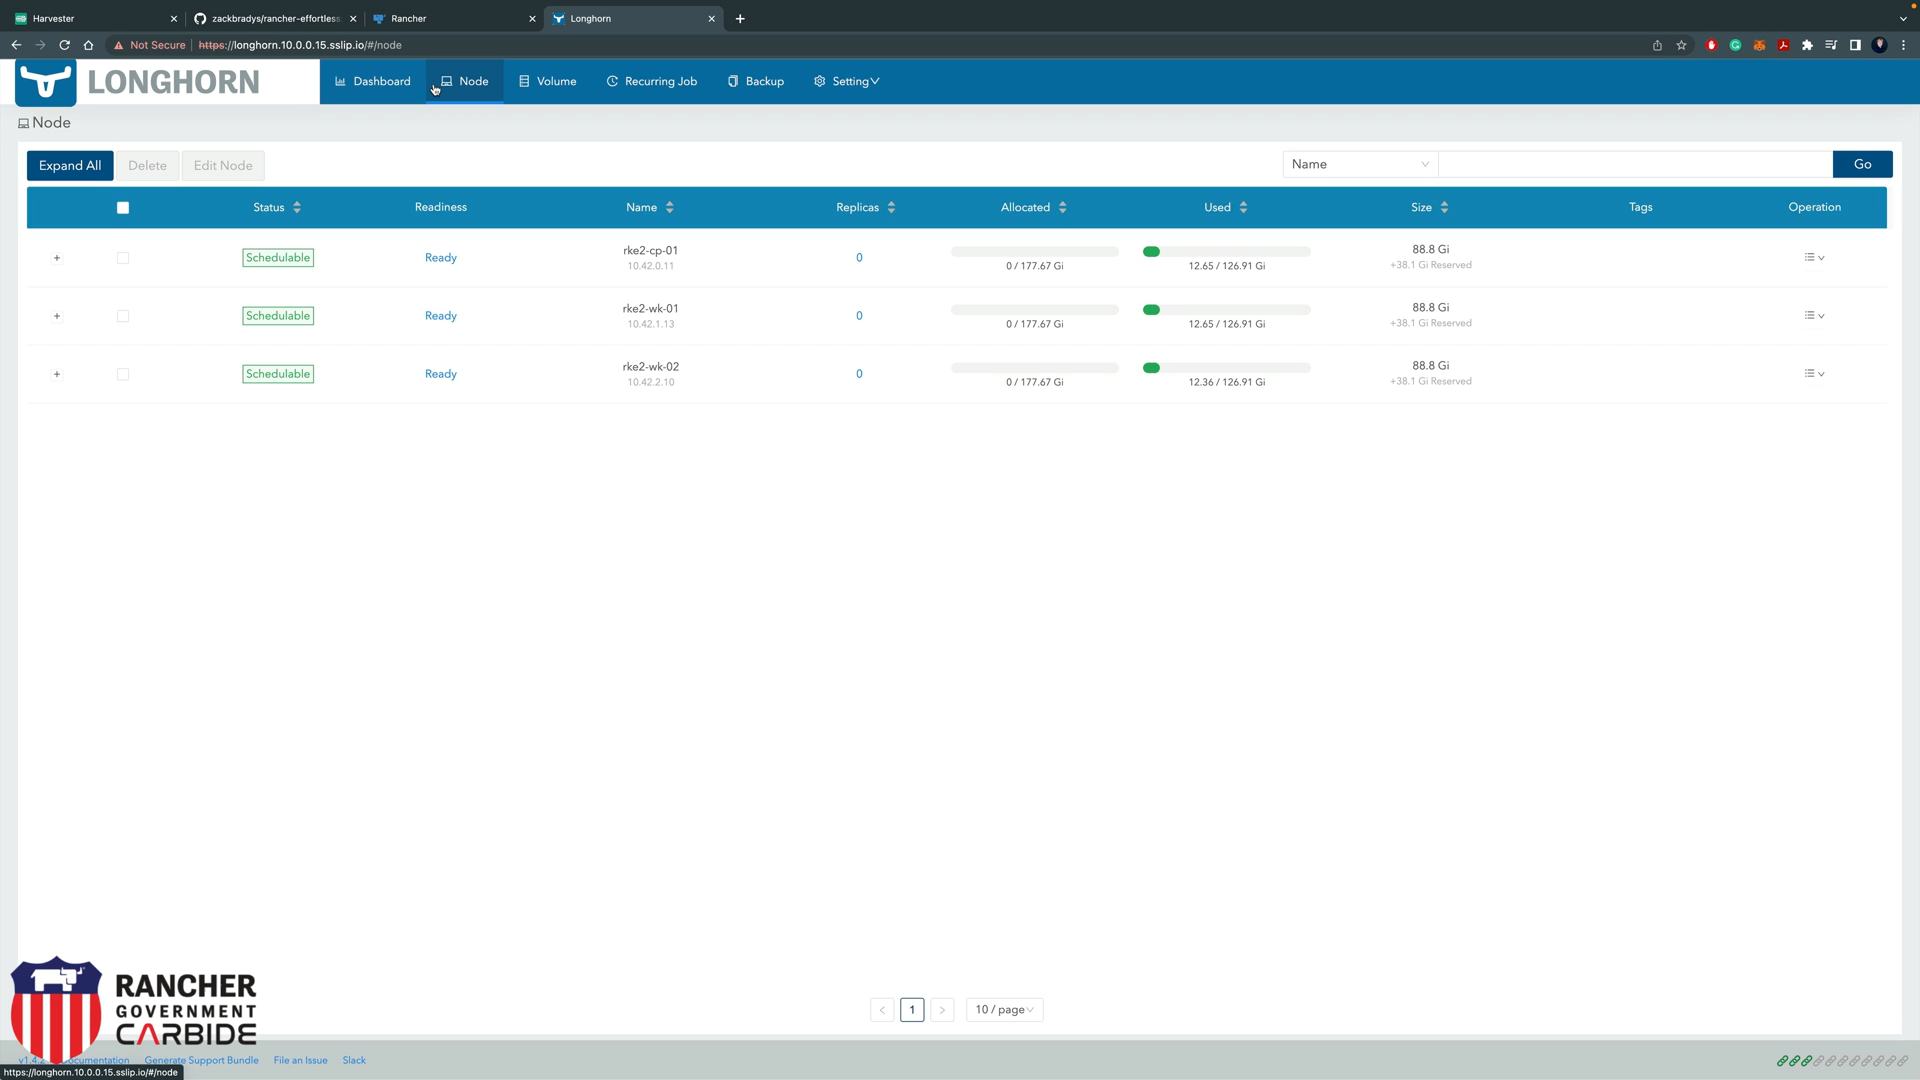 Harvester
zackbradys/rancher-effortless
Rancher
Longhorn
Not Secure
https://longhorn.10.0.0.15.sslip.io/#/node
LONGHORN
Dashboard
Node
Volume
Recurring Job
Backup
Setting
Node
Expand All
Delete
Edit Node
Name
Go
Status
Readiness
Name
Replicas
Allocated
Used
Size
Tags
Operation
Schedulable
Ready
rke2-cp-01
10.42.0.11
0
0 / 177.67 Gi
12.65 / 126.91 Gi
88.8 Gi
+38.1 Gi Reserved
Schedulable
Ready
rke2-wk-01
10.42.1.13
0
0 / 177.67 Gi
12.65 / 126.91 Gi
88.8 Gi
+38.1 Gi Reserved
Schedulable
Ready
rke2-wk-02
10.42.2.10
0
0 / 177.67 Gi
12.36 / 126.91 Gi
88.8 Gi
+38.1 Gi Reserved
1
10 / page
RANCHER
GOVERNMENT
CARBIDE
Generate Support Bundle
File an Issue
Slack
https://longhorn.10.0.0.15.sslip.io/#/node